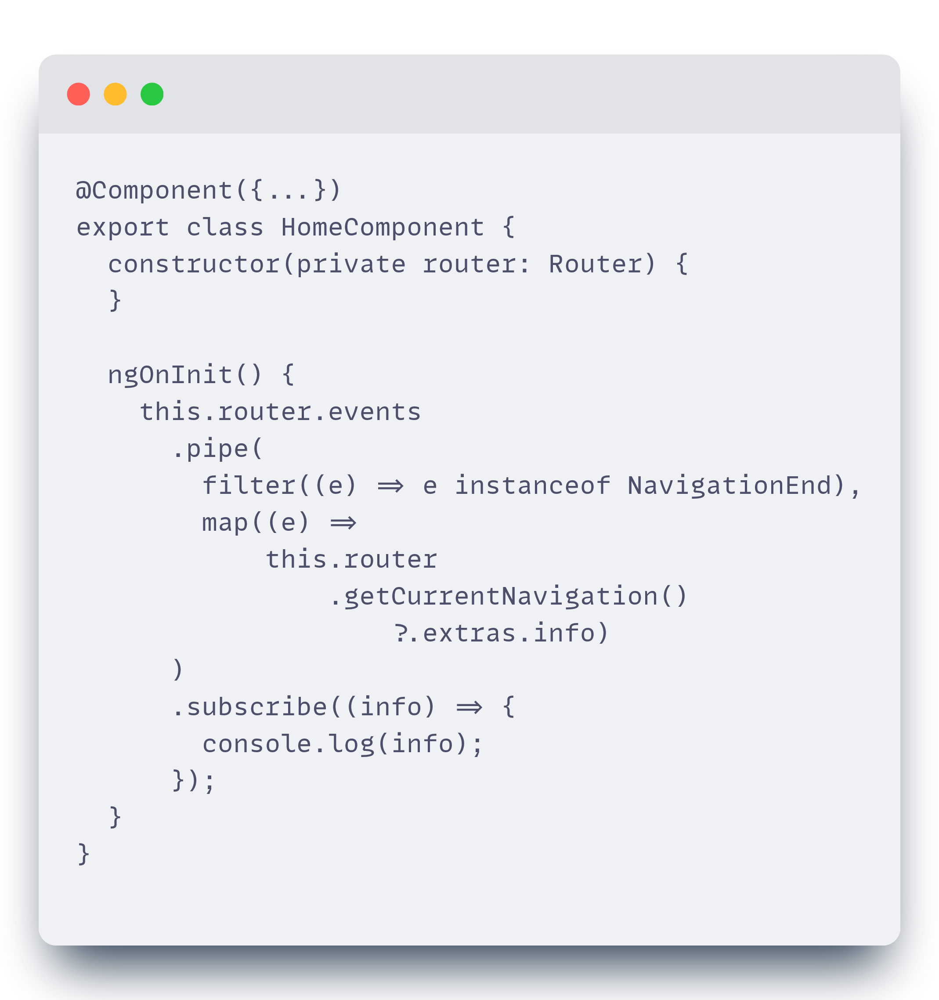 @Component({...})
export class HomeComponent {
  constructor(private router: Router) {
  }

  ngOnInit() {
    this.router.events
      .pipe(
        filter((e) => e instanceof NavigationEnd),
        map((e) =>
            this.router
                .getCurrentNavigation()
                    ?.extras.info)
      )
      .subscribe((info) => {
        console.log(info);
      });
  }
}